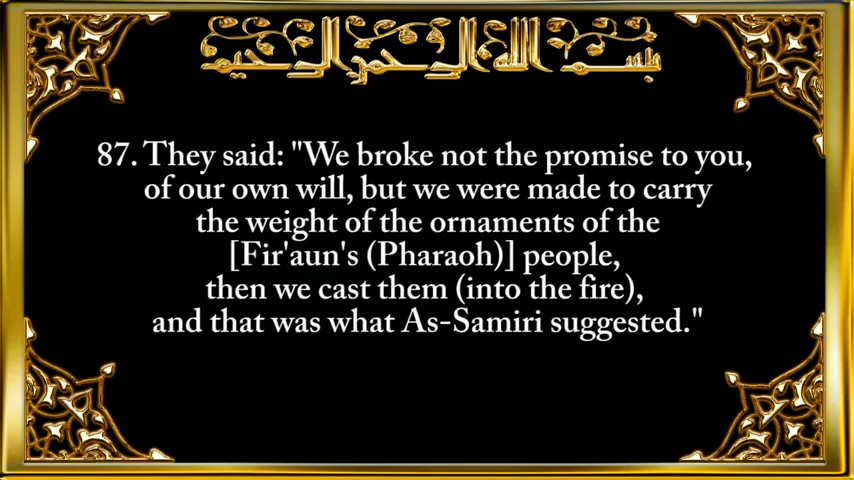 بسم الله الرحمن الرحيم
87. They said: "We broke not the promise to you,
of our own will, but we were made to carry
the weight of the ornaments of the
[Fir'aun's (Pharaoh)] people,
then we cast them (into the fire),
and that was what As-Samiri suggested."